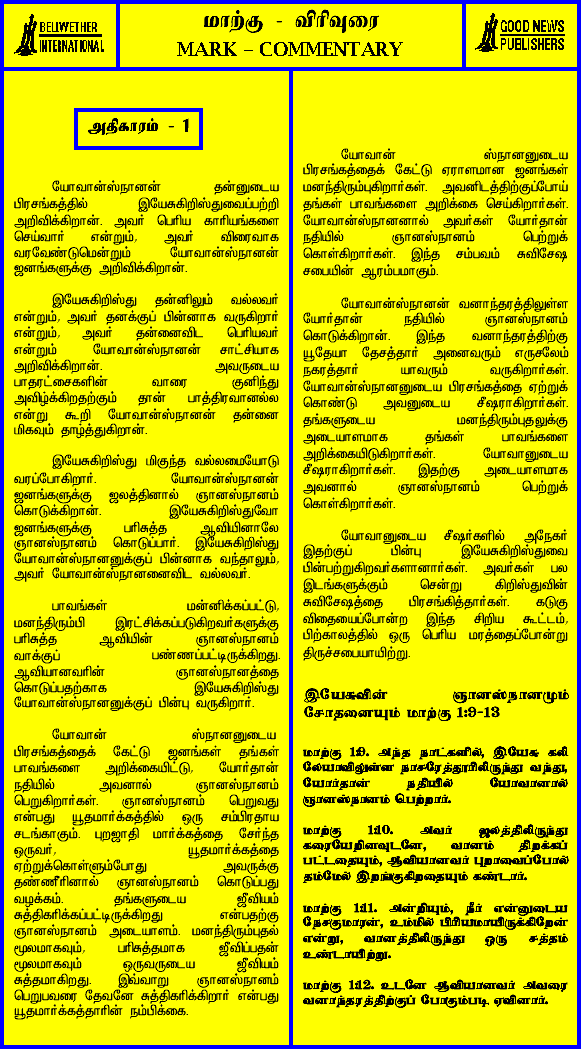 BELLWETHER
INTERNATIONAL
மாற்கு - விரிவுரை
MARK – COMMENTARY
GOOD NEWS
PUBLISHERS
அதிகாரம் - 1
யோவான்ஸ்நானன் தன்னுடைய
பிரசங்கத்தில் இயேசுகிறிஸ்துவைப்பற்றி
அறிவிக்கிறான். அவர் பெரிய காரியங்களை
செய்வார் என்றும், அவர் விரைவாக
வரவேண்டுமென்றும் யோவான்ஸ்நானன்
ஜனங்களுக்கு அறிவிக்கிறான்.
இயேசுகிறிஸ்து தன்னிலும் வல்லவர்
என்றும், அவர் தனக்குப் பின்னாக வருகிறார்
என்றும், அவர் தன்னைவிட பெரியவர்
என்றும் யோவான்ஸ்நானன் சாட்சியாக
அறிவிக்கிறான். அவருடைய
பாதரட்சைகளின் வாரை குனிந்து
அவிழ்க்கிறதற்கும் தான் பாத்திரவானல்ல
என்று கூறி யோவான்ஸ்நானன் தன்னை
மிகவும் தாழ்த்துகிறான்.
இயேசுகிறிஸ்து மிகுந்த வல்லமையோடு
வரப்போகிறார். யோவான்ஸ்நானன்
ஜனங்களுக்கு ஜலத்தினால் ஞானஸ்நானம்
கொடுக்கிறான். இயேசுகிறிஸ்துவோ
ஜனங்களுக்கு பரிசுத்த ஆவியினாலே
ஞானஸ்நானம் கொடுப்பார். இயேசுகிறிஸ்து
யோவான்ஸ்நானனுக்குப் பின்னாக வந்தாலும்,
அவர் யோவான்ஸ்நானனைவிட வல்லவர்.
பாவங்கள் மன்னிக்கப்பட்டு,
மனந்திரும்பி இரட்சிக்கப்படுகிறவர்களுக்கு
பரிசுத்த ஆவியின் ஞானஸ்நானம்
வாக்குப் பண்ணப்பட்டிருக்கிறது.
ஆவியானவரின் ஞானஸ்நானத்தை
கொடுப்பதற்காக இயேசுகிறிஸ்து
யோவான்ஸ்நானனுக்குப் பின்பு வருகிறார்.
யோவான் ஸ்நானனுடைய
பிரசங்கத்தைக் கேட்டு ஜனங்கள் தங்கள்
பாவங்களை அறிக்கையிட்டு, யோர்தான்
நதியில் அவனால் ஞானஸ்நானம்
பெறுகிறார்கள். ஞானஸ்நானம் பெறுவது
என்பது யூதமார்க்கத்தில் ஒரு சம்பிரதாய
சடங்காகும். புறஜாதி மார்க்கத்தை சேர்ந்த
ஒருவர், யூதமார்க்கத்தை
ஏற்றுக்கொள்ளும்போது அவருக்கு
தண்ணீரினால் ஞானஸ்நானம் கொடுப்பது
வழக்கம். தங்களுடைய ஜீவியம்
சுத்திகரிக்கப்பட்டிருக்கிறது என்பதற்கு
ஞானஸ்நானம் அடையாளம். மனந்திரும்புதல்
மூலமாகவும், பரிசுத்தமாக ஜீவிப்பதன்
மூலமாகவும் ஒருவருடைய ஜீவியம்
சுத்தமாகிறது. இவ்வாறு ஞானஸ்நானம்
பெறுபவரை தேவனே சுத்திகரிக்கிறார் என்பது
யூதமார்க்கத்தாரின் நம்பிக்கை.
யோவான் ஸ்நானனுடைய
பிரசங்கத்தைக் கேட்டு ஏராளமான ஜனங்கள்
மனந்திரும்புகிறார்கள். அவனிடத்திற்குப்போய்
தங்கள் பாவங்களை அறிக்கை செய்கிறார்கள்.
யோவான்ஸ்நானனால் அவர்கள் யோர்தான்
நதியில் ஞானஸ்நானம் பெற்றுக்
கொள்கிறார்கள். இந்த சம்பவம் சுவிசேஷ
சபையின் ஆரம்பமாகும்.
யோவான்ஸ்நானன் வனாந்தரத்திலுள்ள
யோர்தான் நதியில் ஞானஸ்நானம்
கொடுக்கிறான். இந்த வனாந்தரத்திற்கு
யூதேயா தேசத்தார் அனைவரும் எருசலேம்
நகரத்தார் யாவரும் வருகிறார்கள்.
யோவான்ஸ்நானனுடைய பிரசங்கத்தை ஏற்றுக்
கொண்டு அவனுடைய சீஷராகிறார்கள்.
தங்களுடைய மனந்திரும்புதலுக்கு
அடையாளமாக தங்கள் பாவங்களை
அறிக்கையிடுகிறார்கள். யோவானுடைய
சீஷராகிறார்கள். இதற்கு அடையாளமாக
அவனால் ஞானஸ்நானம் பெற்றுக்
கொள்கிறார்கள்.
யோவானுடைய சீஷர்களில் அநேகர்
இதற்குப் பின்பு இயேசுகிறிஸ்துவை
பின்பற்றுகிறவர்களானார்கள். அவர்கள் பல
இடங்களுக்கும் சென்று கிறிஸ்துவின்
சுவிசேஷத்தை பிரசங்கித்தார்கள். கடுகு
விதையைப்போன்ற இந்த சிறிய கூட்டம்,
பிற்காலத்தில் ஒரு பெரிய மரத்தைப்போன்று
திருச்சபையாயிற்று.
இயேசுவின் ஞானஸ்நானமும்
சோதனையும் மாற்கு 1:9-13
மாற்கு 1:9. அந்த நாட்களில், இயேசு கலி
லேயாவிலுள்ள நாசரேத்தூரிலிருந்து வந்து,
யோர்தான் நதியில் யோவானால்
ஞானஸ்நானம் பெற்றார்.
மாற்கு 1:10. அவர் ஜலத்திலிருந்து
கரையேறினவுடனே, வானம் திறக்கப்
பட்டதையும், ஆவியானவர் புறாவைப்போல்
தம்மேல் இறங்குகிறதையும் கண்டார்.
மாற்கு 1:11. அன்றியும், நீர் என்னுடைய
நேசகுமாரன், உம்மில் பிரியமாயிருக்கிறேன்
என்று, வானத்திலிருந்து ஒரு சத்தம்
உண்டாயிற்று.
மாற்கு 1:12. உடனே ஆவியானவர் அவரை
வனாந்தரத்திற்குப் போகும்படி ஏவினார்.